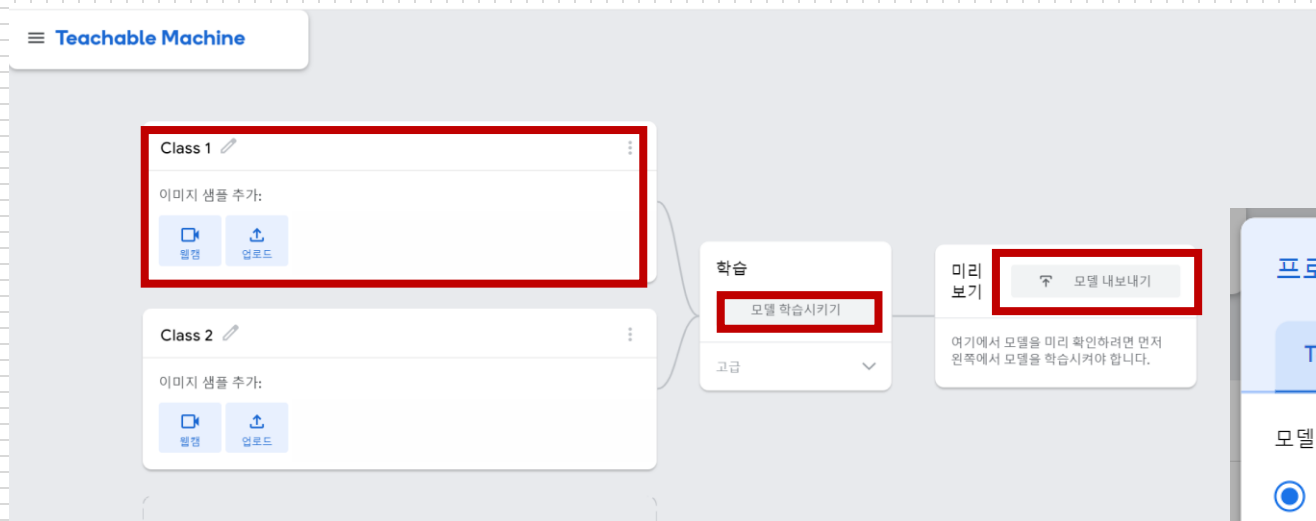 Teachable Machine
Class 1
이미지 샘플 추가:
웹캠
업로드
Class 2
이미지 샘플 추가:
웹캠
업로드
학습
모델 학습시키기
고급
미리
보기
모델 내보내기
여기에서 모델을 미리 확인하려면 먼저
왼쪽에서 모델을 학습시켜야 합니다.
프로
T
모델